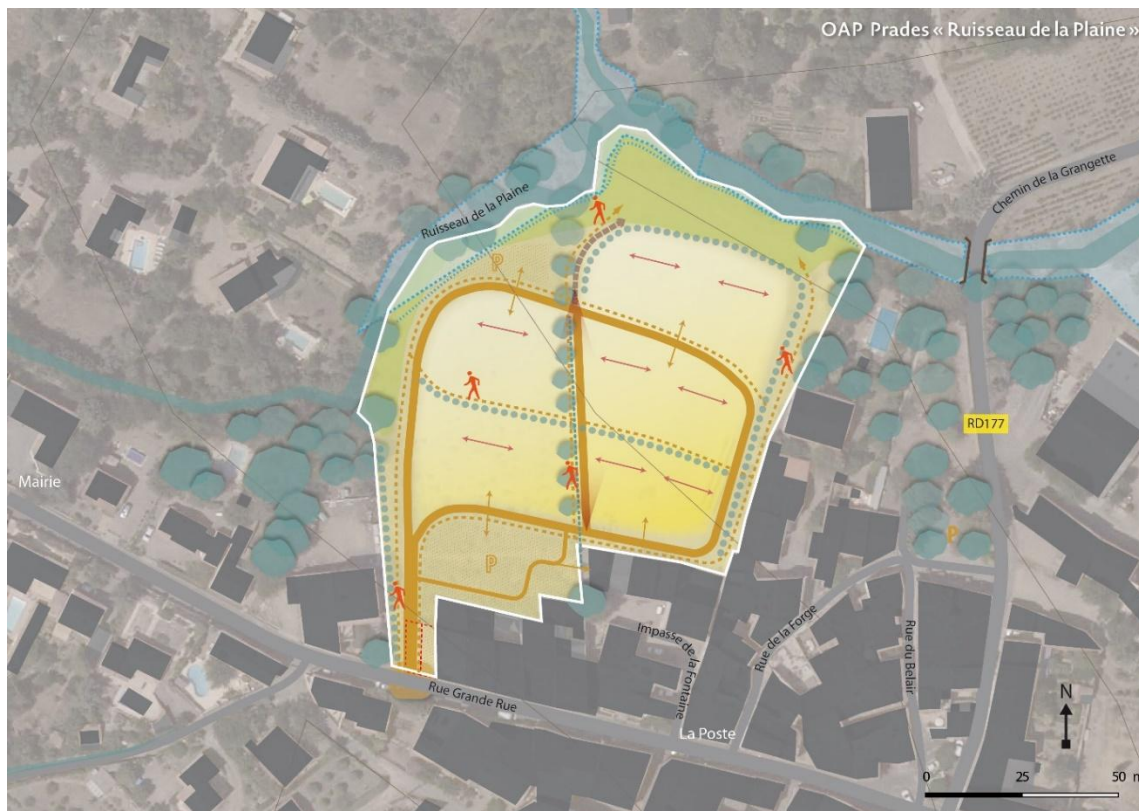 OAP Prades « Ruisseau de la Plaine »
Chemin de la Grangette
Ruisseau de la Plaine
P
RD177
Mairie
P
P
Rue de la Forge
Rue du Belair
Impasse de la Fontaine
Rue Grande Rue
La Poste
N
0 25 50 m